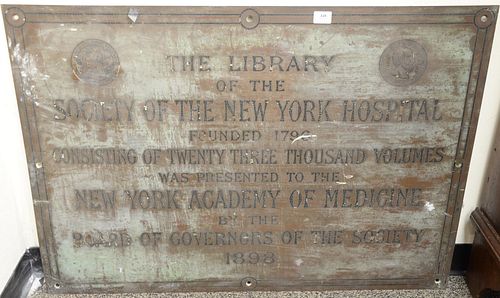 THE LIBRARY
OF THE
SOCIETY OF THE NEW YORK HOSPITAL
FOUNDED 1796
CONSISTING OF TWENTY THREE THOUSAND VOLUMES
WAS PRESENTED TO THE
NEW YORK ACADEMY OF MEDICINE
BY THE
BOARD OF GOVERNORS OF THE SOCIETY
1898